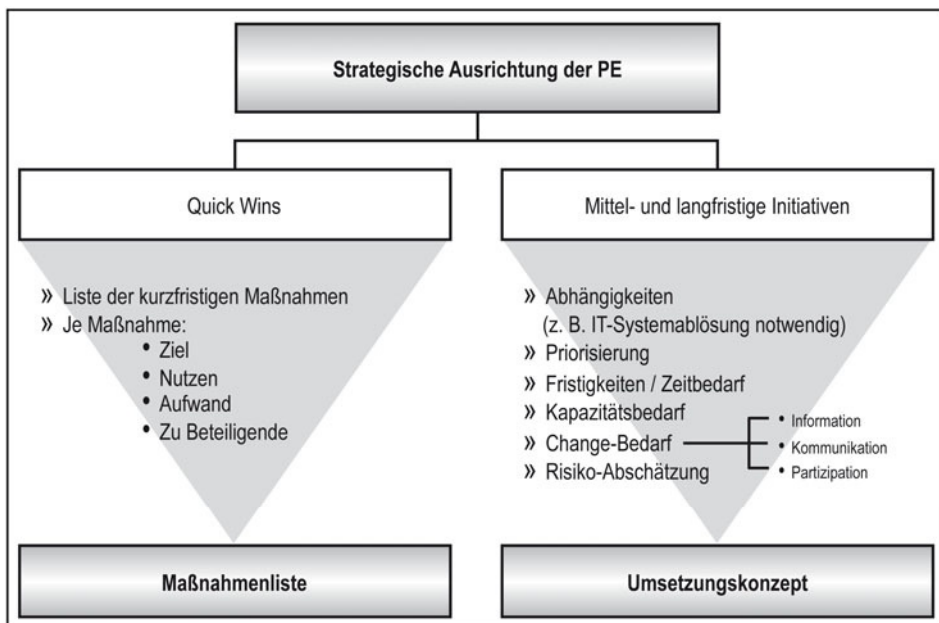 Strategische Ausrichtung der PE
Quick Wins
» Liste der kurzfristigen Maßnahmen
» Je Maßnahme:
• Ziel
• Nutzen
• Aufwand
• Zu Beteiligende
Maßnahmenliste
Mittel- und langfristige Initiativen
» Abhängigkeiten
(z. B. IT-Systemablösung notwendig)
» Priorisierung
» Fristigkeiten / Zeitbedarf
» Kapazitätsbedarf
» Change-Bedarf
• Information
• Kommunikation
• Partizipation
» Risiko-Abschätzung
Umsetzungskonzept